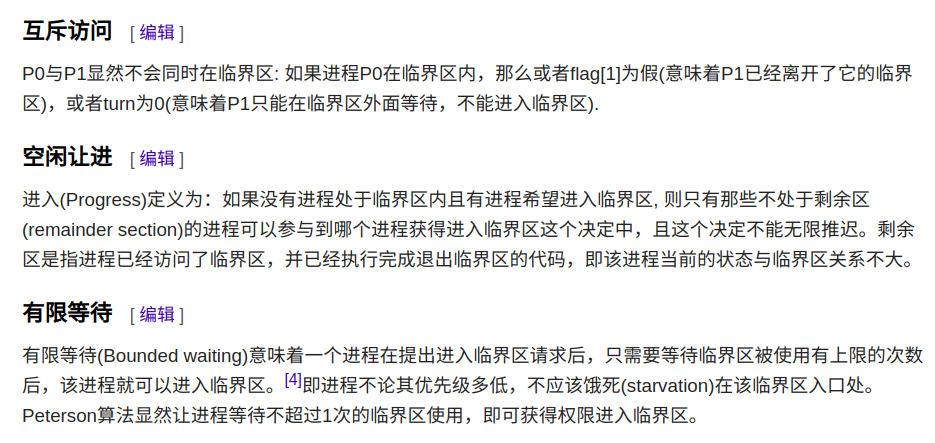 互斥访问 [ 编辑 ]
P0与P1显然不会同时在临界区: 如果进程P0在临界区内，那么或者flag[1]为假(意味着P1已经离开了它的临界
区)，或者turn为0(意味着P1只能在临界区外面等待，不能进入临界区).
空闲让进 [ 编辑 ]
进入(Progress)定义为：如果没有进程处于临界区内且有进程希望进入临界区, 则只有那些不处于剩余区
(remainder section)的进程可以参与到哪个进程获得进入临界区这个决定中，且这个决定不能无限推迟。剩余
区是指进程已经访问了临界区，并已经执行完成退出临界区的代码，即该进程当前的状态与临界区关系不大。
有限等待 [ 编辑 ]
有限等待(Bounded waiting)意味着一个进程在提出进入临界区请求后，只需要等待临界区被使用有上限的次数
后，该进程就可以进入临界区。[4]即进程不论其优先级多低，不应该饿死(starvation)在该临界区入口处。
Peterson算法显然让进程等待不超过1次的临界区使用，即可获得权限进入临界区。